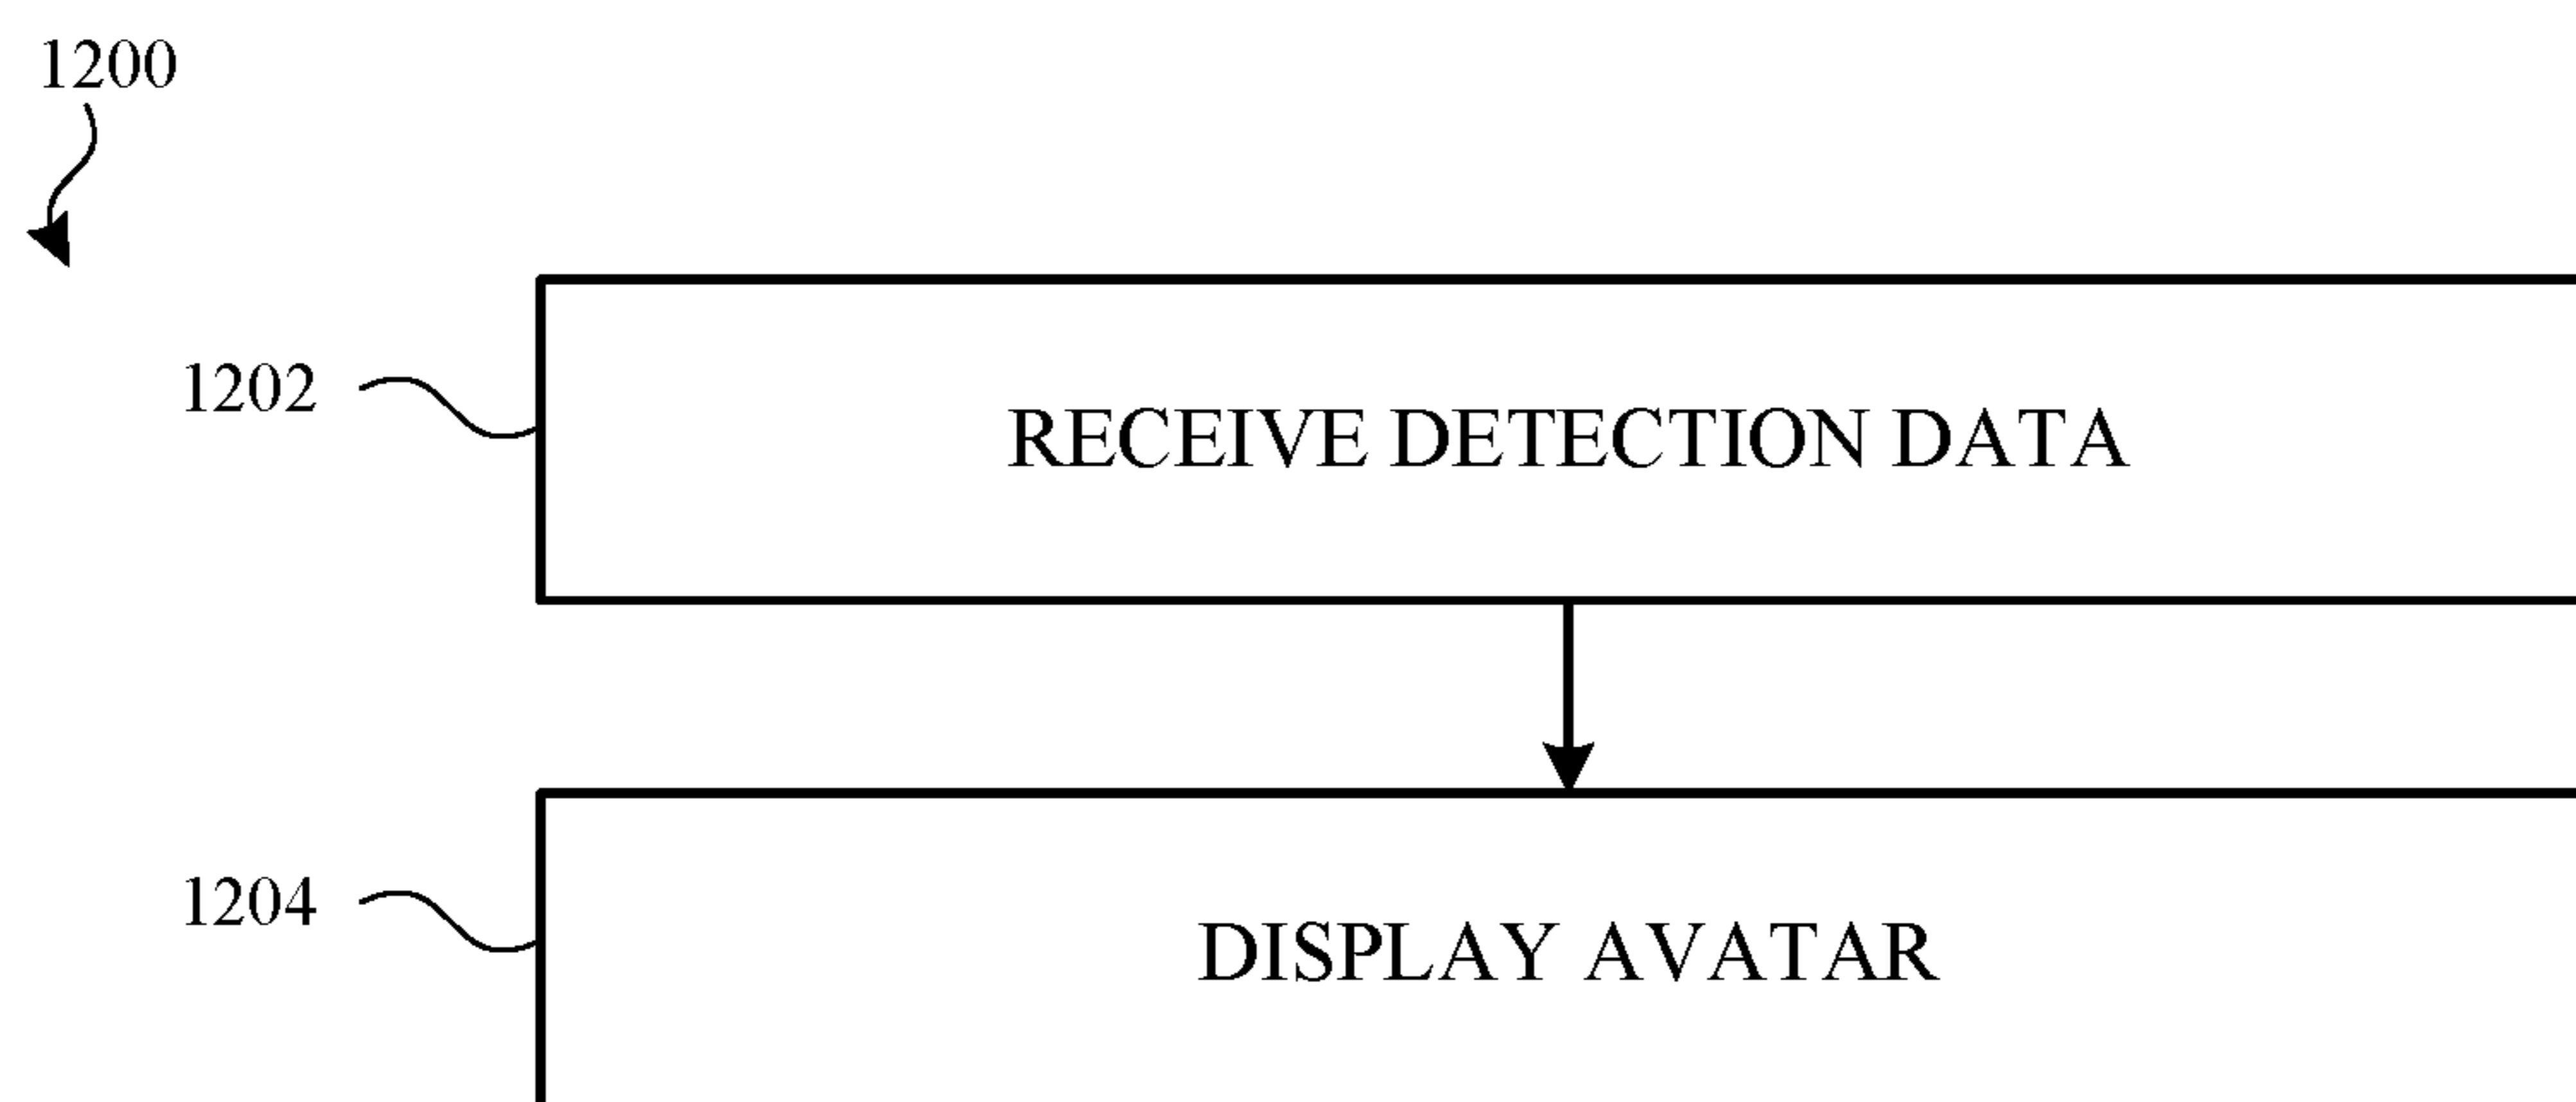 1200
1202
RECEIVE DETECTION DATA
1204
DISPLAY AVATAR